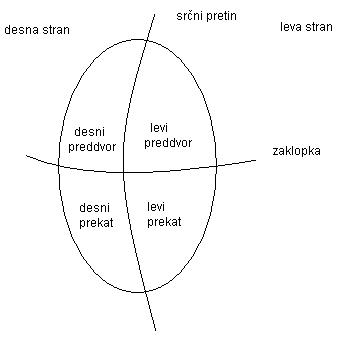 srčni pretin
desna stran
leva stran
desni
preddvor
levi
preddvor
zaklopka
desni
prekat
levi
prekat